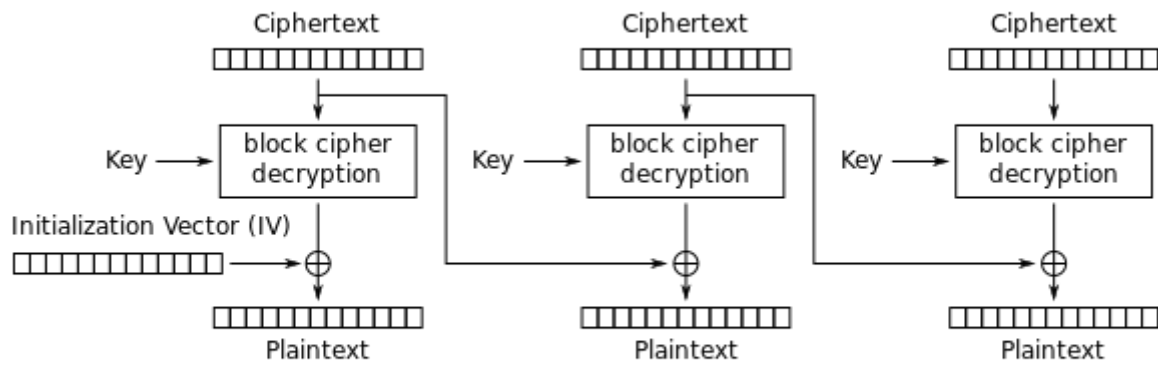 Ciphertext
Ciphertext
Ciphertext
Key
block cipher
decryption
Key
block cipher
decryption
Key
block cipher
decryption
Initialization Vector (IV)
Plaintext
Plaintext
Plaintext